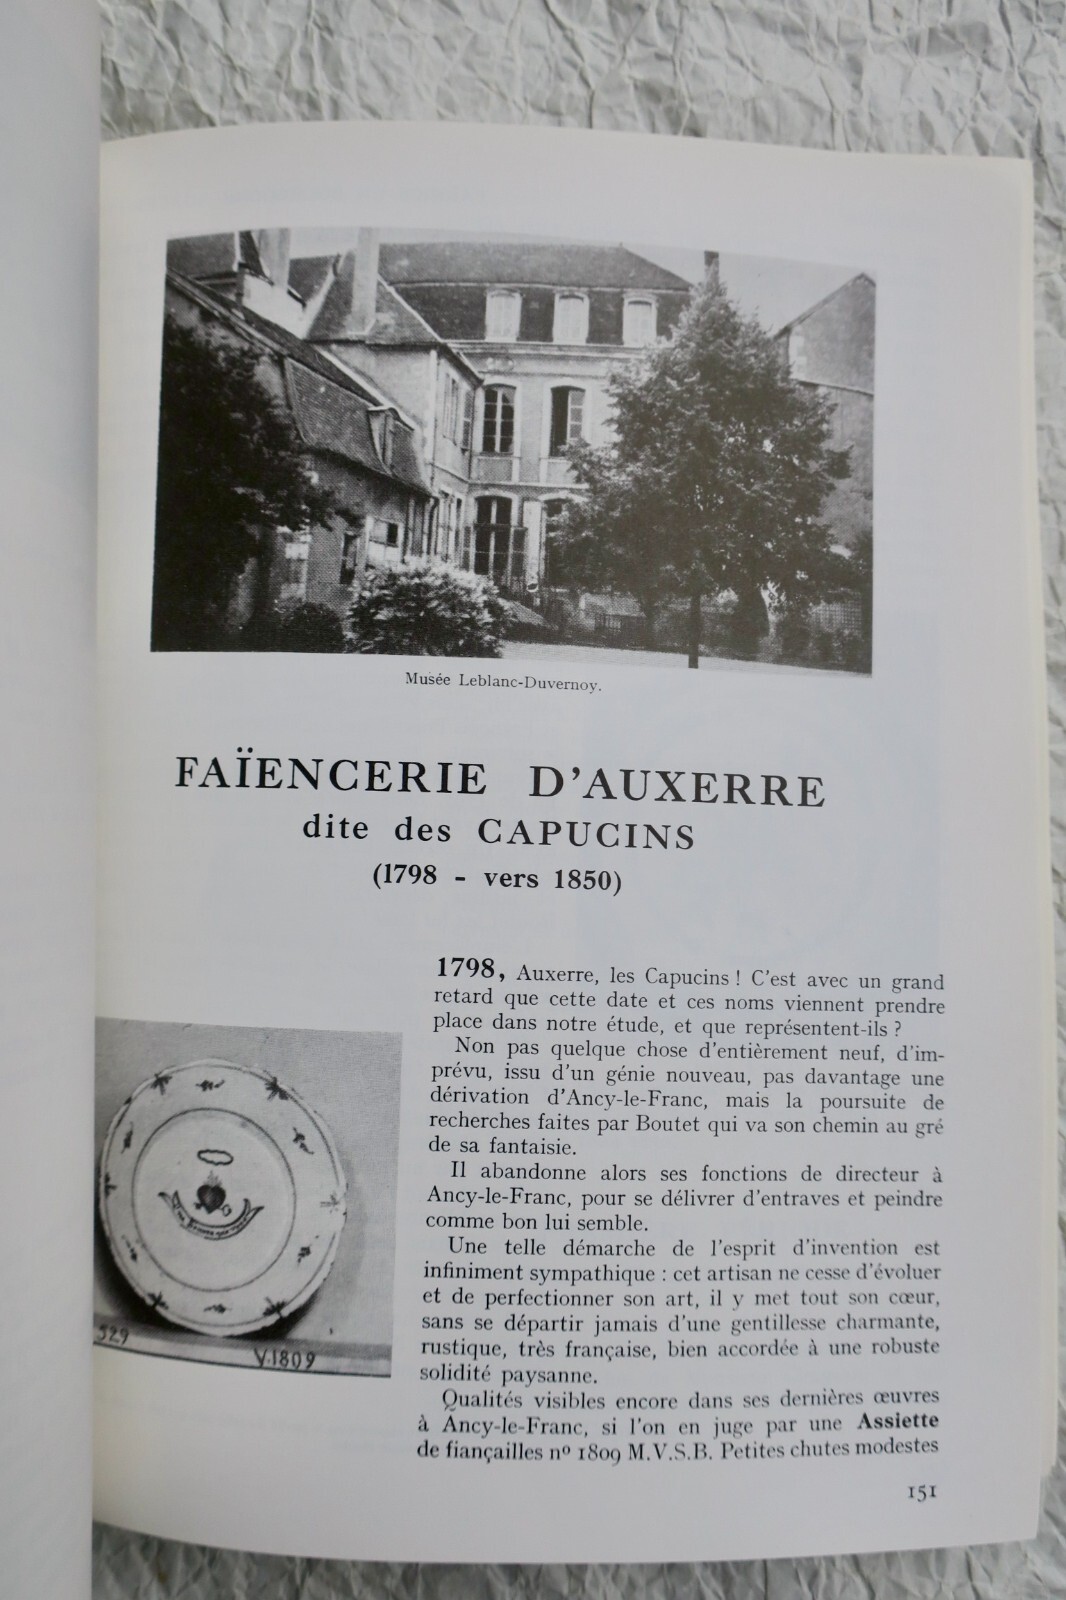 Musée Leblanc-Duvernoy.
FAÏENCERIE D'AUXERRE
dite des CAPUCINS
(1798 - vers 1850)
1798, Auxerre, les Capucins ! C'est avec un grand
retard que cette date et ces noms viennent prendre
place dans notre étude, et que représentent-ils ?
Non pas quelque chose d'entièrement neuf, d'im-
prévu, issu d'un génie nouveau, pas davantage une
dérivation d'Ancy-le-Franc, mais la poursuite de
recherches faites par Boutet qui va son chemin au gré
de sa fantaisie.
Il abandonne alors ses fonctions de directeur à
Ancy-le-Franc, pour se délivrer d'entraves et peindre
comme bon lui semble.
Une telle démarche de l'esprit d'invention est
infiniment sympathique : cet artisan ne cesse d'évoluer
et de perfectionner son art, il y met tout son cœur,
sans se départir jamais d'une gentillesse charmante,
rustique, très française, bien accordée à une robuste
solidité paysanne.
Qualités visibles encore dans ses dernières œuvres
à Ancy-le-Franc, si l'on en juge par une Assiette
de fiançailles nº 1809 M.V.S.B. Petites chutes modestes
529
V.1809
151